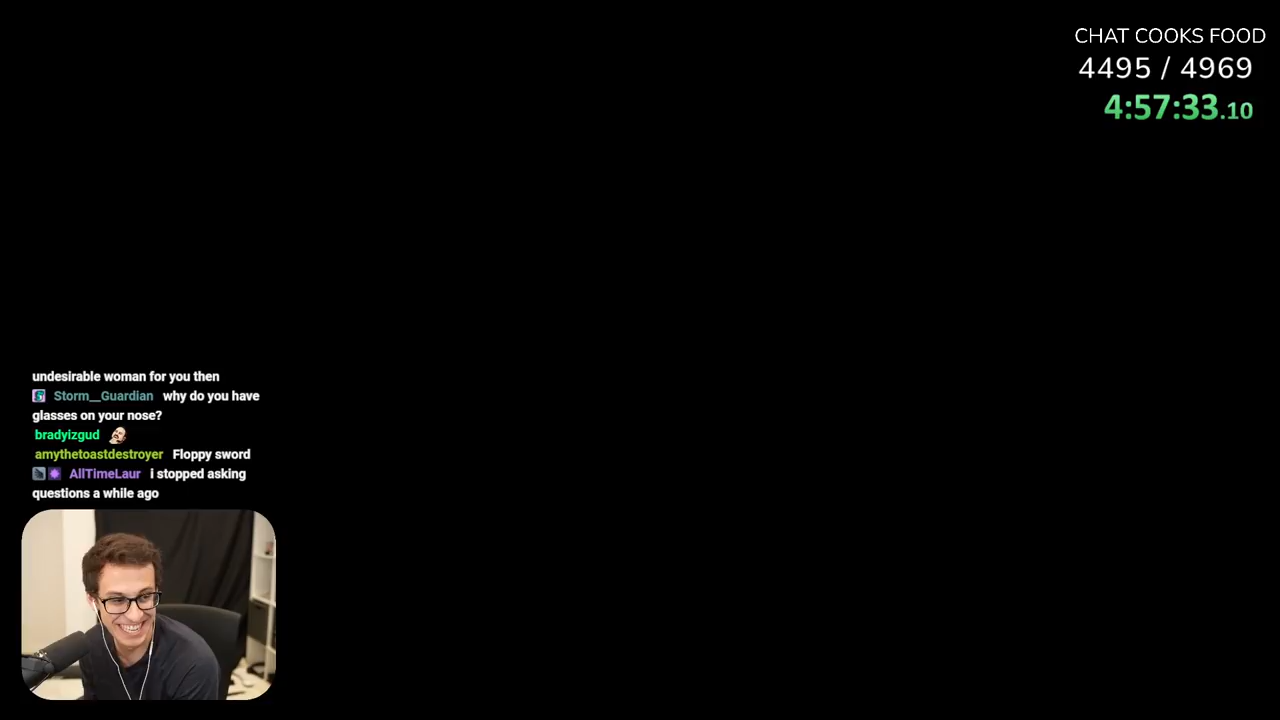 CHAT COOKS FOOD
4495 / 4969
4:57:33.10
undesirable woman for you then
Storm__Guardian why do you have
glasses on your nose?
bradyizgud
amythetoastdestroyer Floppy sword
AllTimeLaur i stopped asking
questions a while ago